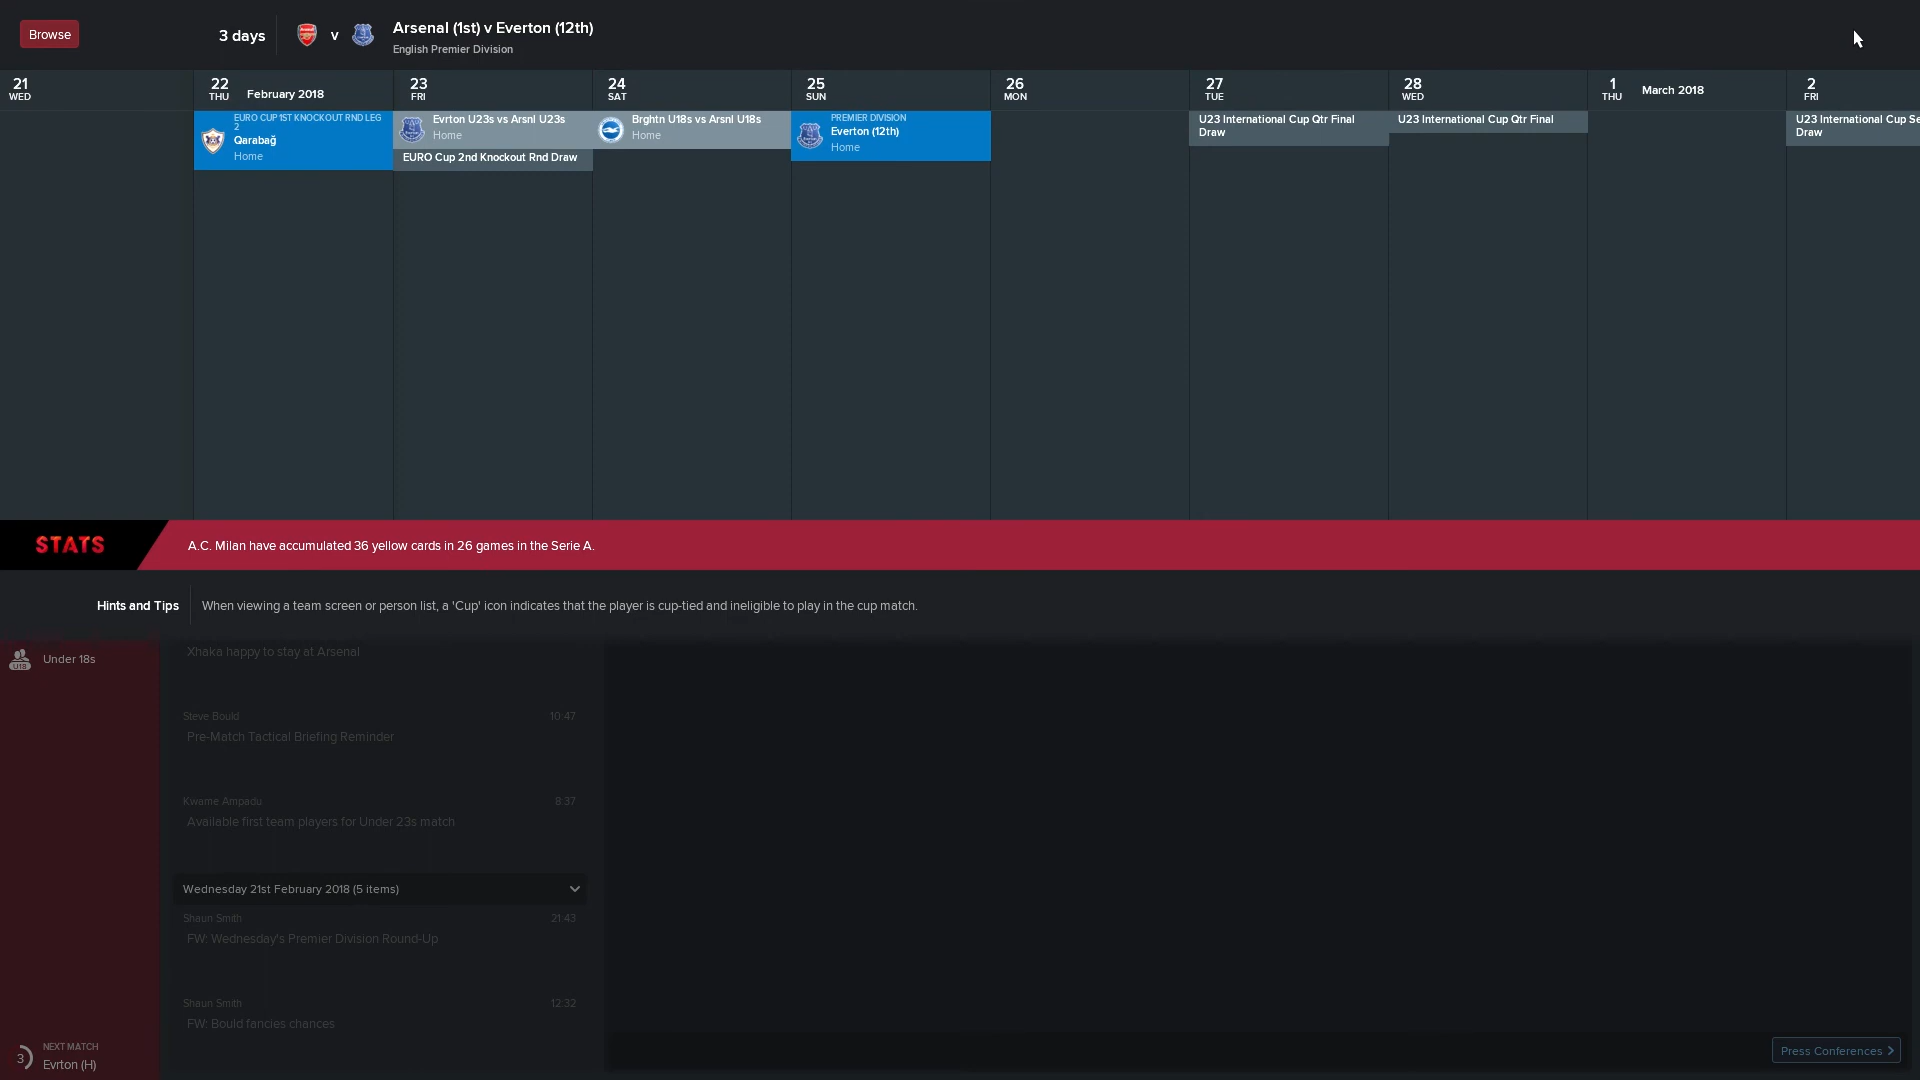 Browse
3 days
v
Arsenal (1st) v Everton (12th)
English Premier Division
21
WED
22
THU
February 2018
23
FRI
24
SAT
25
SUN
26
MON
27
TUE
28
WED
1
THU
March 2018
2
FRI
EURO CUP 1ST KNOCKOUT RND LEG
2
Qarabağ
Home
Evrton U23s vs Arsnl U23s
Home
EURO Cup 2nd Knockout Rnd Draw
Brghtn U18s vs Arsnl U18s
Home
PREMIER DIVISION
Everton (12th)
Home
U23 International Cup Qtr Final
Draw
U23 International Cup Qtr Final
U23 International Cup Se
Draw
STATS
A.C. Milan have accumulated 36 yellow cards in 26 games in the Serie A.
Hints and Tips
When viewing a team screen or person list, a 'Cup' icon indicates that the player is cup-tied and ineligible to play in the cup match.
U18
Under 18s
Xhaka happy to stay at Arsenal
Steve Bould
10:47
Pre-Match Tactical Briefing Reminder
Kwame Ampadu
8:37
Available first team players for Under 23s match
Wednesday 21st February 2018 (5 items)
Shaun Smith
21:43
FW: Wednesday's Premier Division Round-Up
Shaun Smith
12:32
FW: Bould fancies chances
3
NEXT MATCH
Evrton (H)
Press Conferences